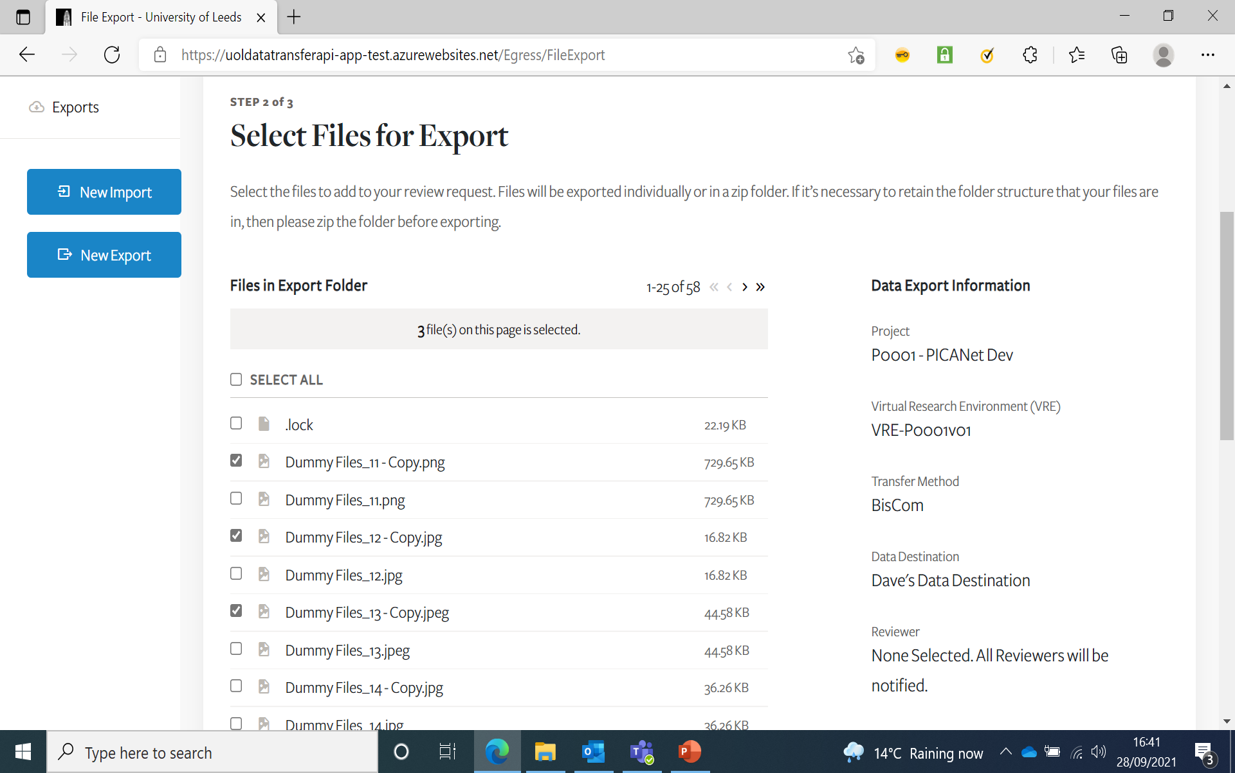 File Export - University of Leeds
https://uoldatatransferapi-app-test.azurewebsites.net/Egress/FileExport
Exports
New Import
New Export
STEP 2 of 3
Select Files for Export
Select the files to add to your review request. Files will be exported individually or in a zip folder. If it's necessary to retain the folder structure that your files are
in, then please zip the folder before exporting.
Files in Export Folder
1-25 of 58 « ‹ › »
3 file(s) on this page is selected.
SELECT ALL
.lock 22.19 KB
Dummy Files_11 - Copy.png 729.65 KB
Dummy Files_11.png 729.65 KB
Dummy Files_12 - Copy.jpg 16.82 KB
Dummy Files_12.jpg 16.82 KB
Dummy Files_13 - Copy.jpeg 44.58 KB
Dummy Files_13.jpeg 44.58 KB
Dummy Files_14 - Copy.jpg 36.26 KB
Dummy Files_14.jpg 36.26 KB
Data Export Information
Project
P0001 - PICANet Dev
Virtual Research Environment (VRE)
VRE-P0001v01
Transfer Method
BisCom
Data Destination
Dave's Data Destination
Reviewer
None Selected. All Reviewers will be
notified.
Type here to search
14°C Raining now
16:41
28/09/2021
3